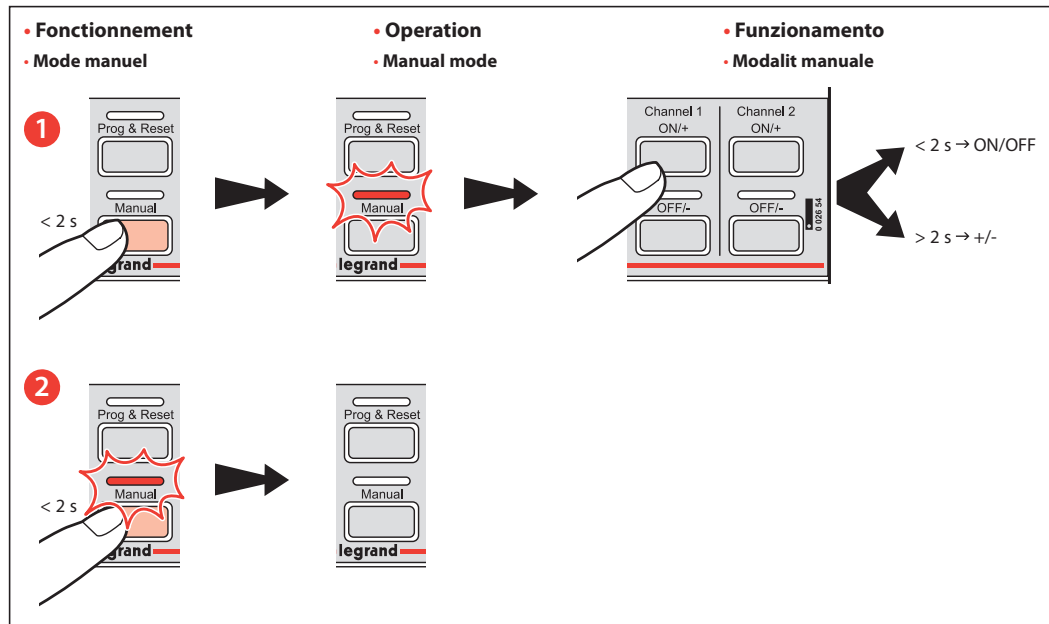 • Fonctionnement
• Mode manuel
• Operation
• Manual mode
• Funzionamento
• Modalit manuale
1
Prog & Reset
Manual
< 2 s
egrand
Prog & Reset
Manual
legrand
Channel 1
ON/+
OFF/-
Channel 2
ON/+
OFF/-
0 026 54
< 2 s → ON/OFF
> 2 s → +/-
2
Prog & Reset
Manual
< 2 s
grand
Prog & Reset
Manual
legrand